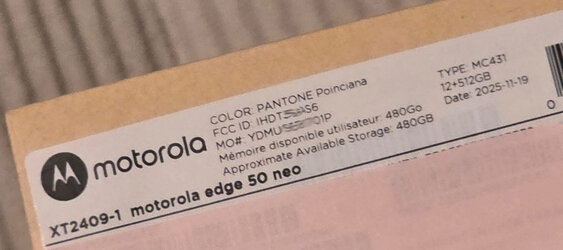 motorola
COLOR: PANTONE Poinciana
FCC ID:
MO#
Mémoire disponible utilisateur: 480Go
Approximate Available Storage: 480GB
TYPE: MC431
12+512GB
Date: 2025-11-19
0
XT2409-1 motorola edge 50 neo